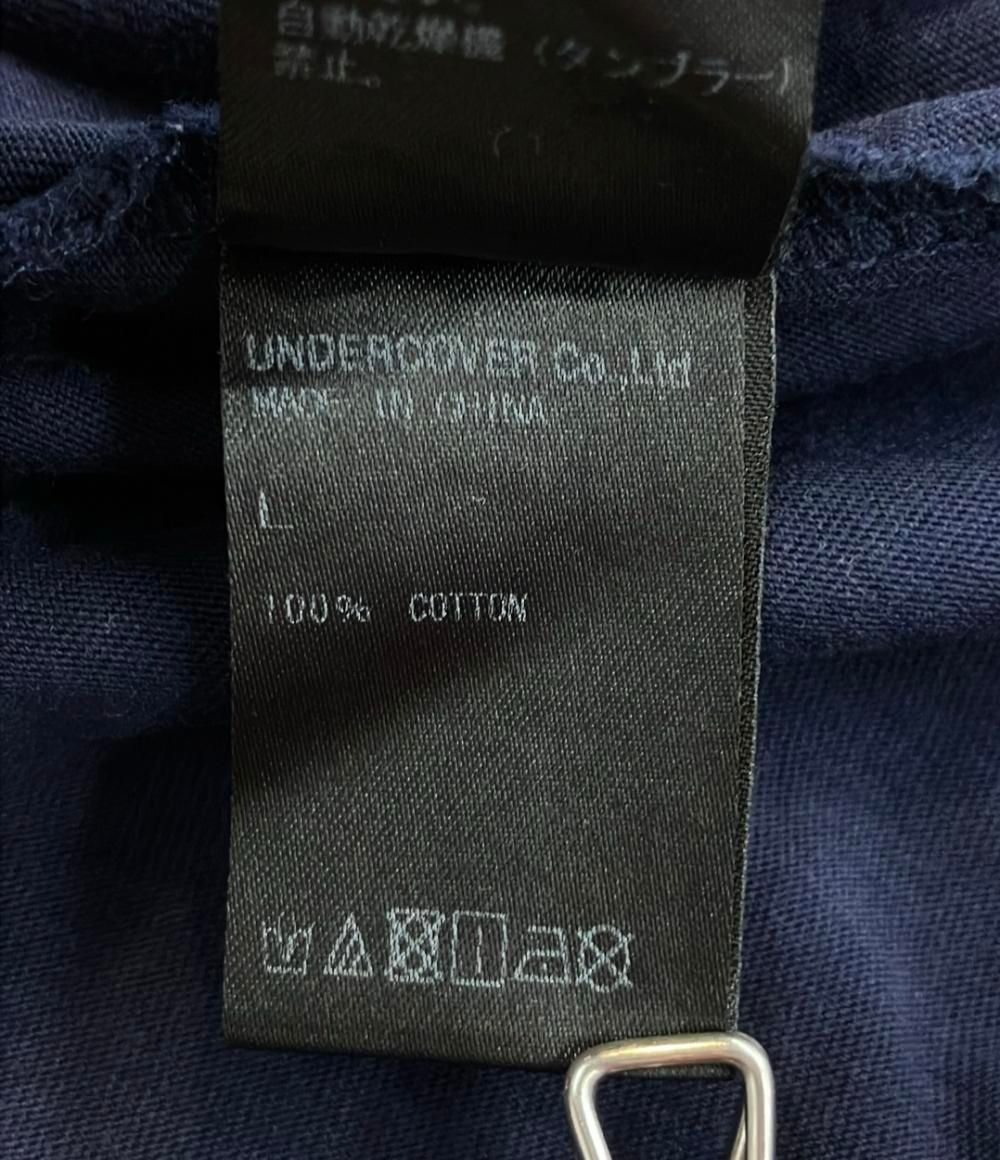 自動乾燥機（タンブラー）
禁止。
UNDERCOVER Co.,Ltd
MADE IN CHINA
L
100% COTTON